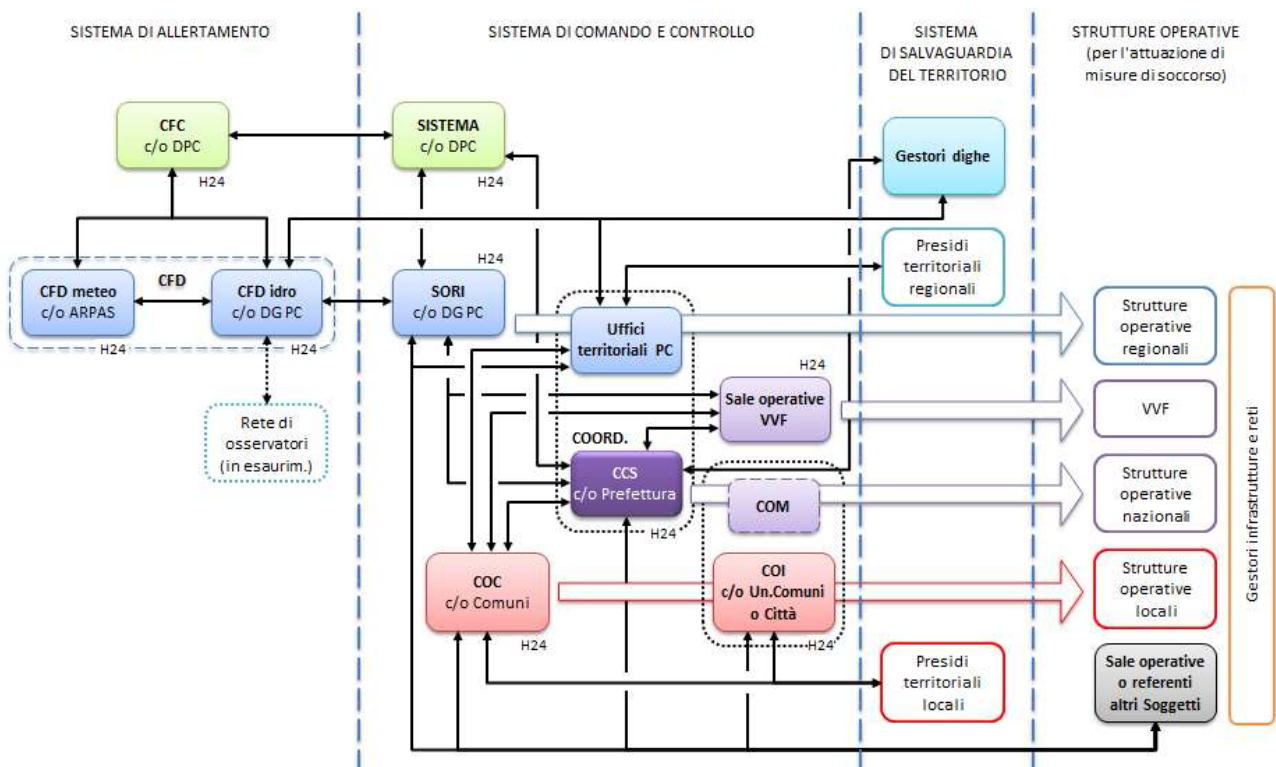 SISTEMA DI ALLERTAMENTO
SISTEMA DI COMANDO E CONTROLLO
SISTEMA
DI SALVAGUARDIA
DEL TERRITORIO
STRUTTURE OPERATIVE
(per l'attuazione di
misure di soccorso)
CFC
c/o DPC
H24
SISTEMA
c/o DPC
H24
Gestori dighe
Presidi
territoriali
regionali
CFD
CFD meteo
c/o ARPAS
H24
CFD idro
c/o DG PC
H24
H24
SORI
c/o DG PC
Uffici
territoriali PC
Strutture
operative
regionali
Rete di
osservatori
(in esaurim.)
H24
Sale operative
VVF
VVF
COORD.
CCS
c/o Prefettura
H24
COM
Strutture
operative
nazionali
COC
c/o Comuni
H24
COI
c/o Un.Comuni
o Città
H24
Strutture
operative
locali
Presidi
territoriali
locali
Sale operative
o referenti
altri Soggetti
Gestori infrastrutture e reti